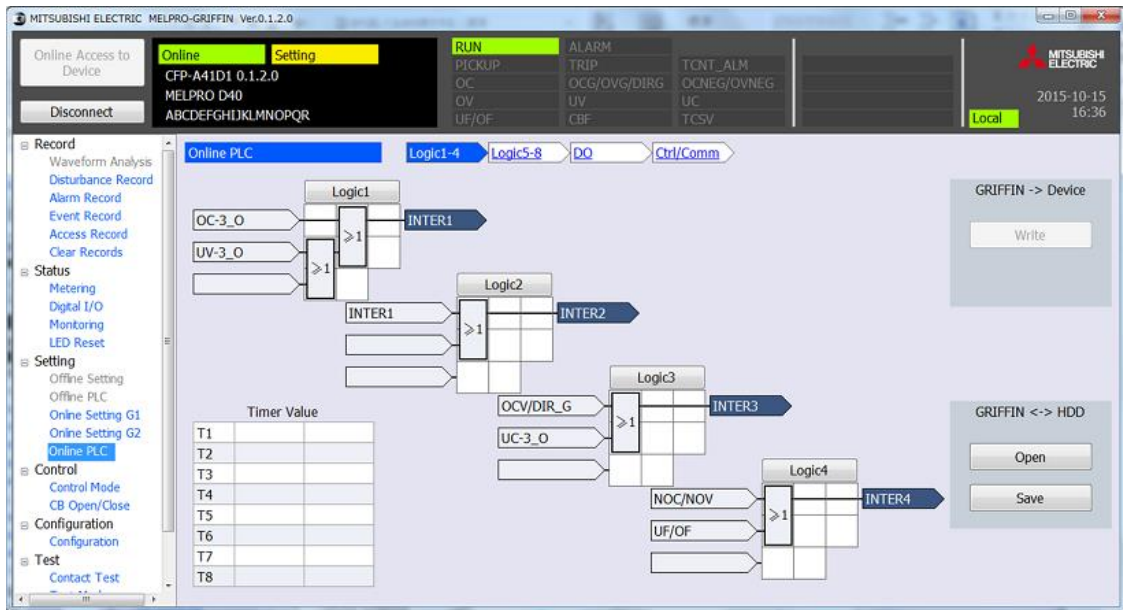 MITSUBISHI ELECTRIC MELPRO-GRIFFIN Ver.0.1.2.0
Online Access to
Device
Disconnect
Online Setting
CFP-A41D1 0.1.2.0
MELPRO D40
ABCDEFGHIJKLMNOPQR
RUN ALARM
PICKUP TRIP TCNT_ALM
OC OCG/OVG/DIRG OCNEG/OVNEG
OV UV UC
UF/OF CBF TCSV
MITSUBISHI
ELECTRIC
2015-10-15
Local 16:36
Record
Waveform Analysis
Disturbance Record
Alarm Record
Event Record
Access Record
Clear Records
Status
Metering
Digital I/O
Monitoring
LED Reset
Setting
Offline Setting
Offline PLC
Online Setting G1
Online Setting G2
Online PLC
Control
Control Mode
CB Open/Close
Configuration
Configuration
Test
Contact Test
Online PLC
Logic1-4 Logic5-8 DO Ctrl/Comm
Logic1
OC-3_O
UV-3_O
≥1
≥1
INTER1
Logic2
INTER1
≥1
INTER2
Logic3
OCV/DIR_G
UC-3_O
≥1
INTER3
Logic4
NOC/NOV
UF/OF
≥1
INTER4
Timer Value
T1
T2
T3
T4
T5
T6
T7
T8
GRIFFIN -> Device
Write
GRIFFIN <-> HDD
Open
Save